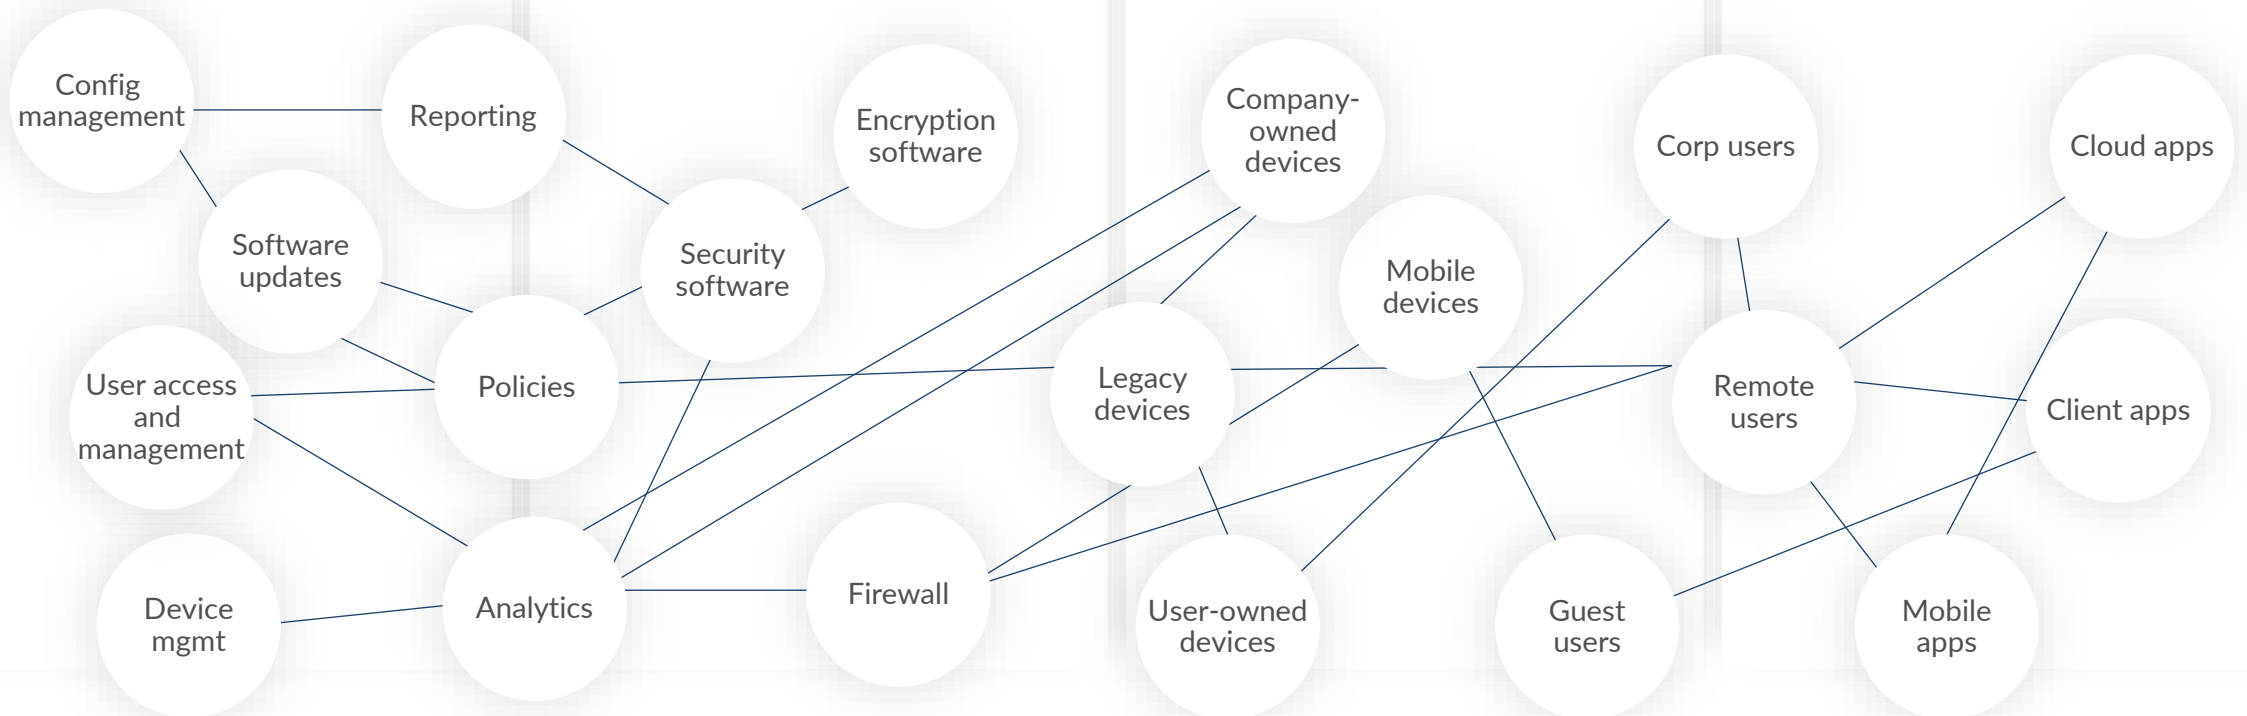 Config
management
Reporting
Encryption
software
Company-
owned
devices
Corp users
Cloud apps
Software
updates
Security
software
Mobile
devices
User access
and
management
Policies
Legacy
devices
Remote
users
Client apps
Device
mgmt
Analytics
Firewall
User-owned
devices
Guest
users
Mobile
apps